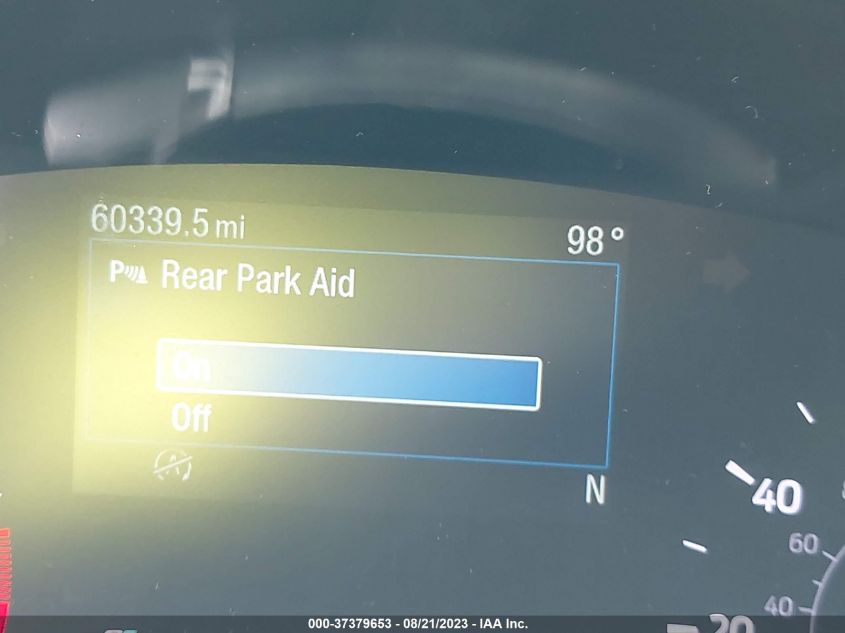 60339.5 mi
98°
P Rear Park Aid
On
Off
A
N
40
60
40
20
000-37379653 - 08/21/2023 - IAA Inc.